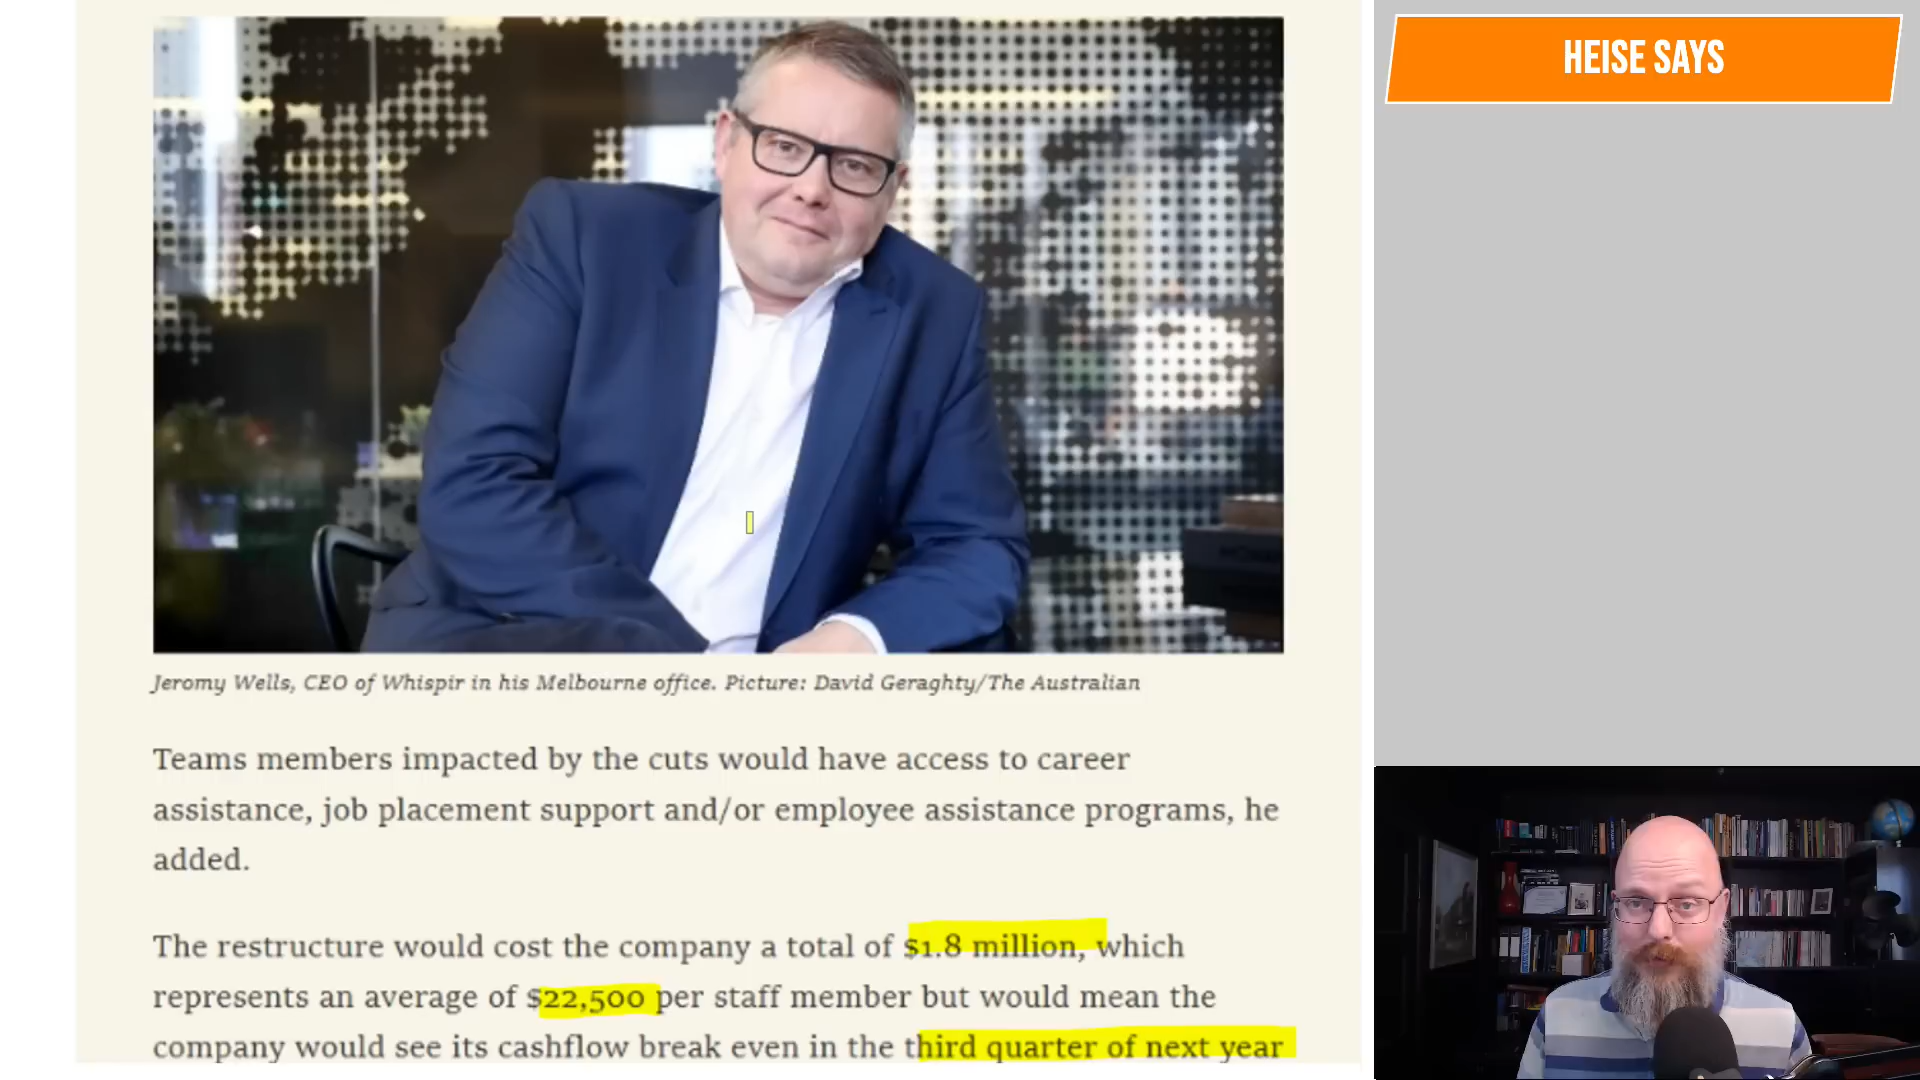 HEISE SAYS
Jeromy Wells, CEO of Whispir in his Melbourne office. Picture: David Geraghty/The Australian
Teams members impacted by the cuts would have access to career
assistance, job placement support and/or employee assistance programs, he
added.
The restructure would cost the company a total of $1.8 million, which
represents an average of $22,500 per staff member but would mean the
company would see its cashflow break even in the third quarter of next year